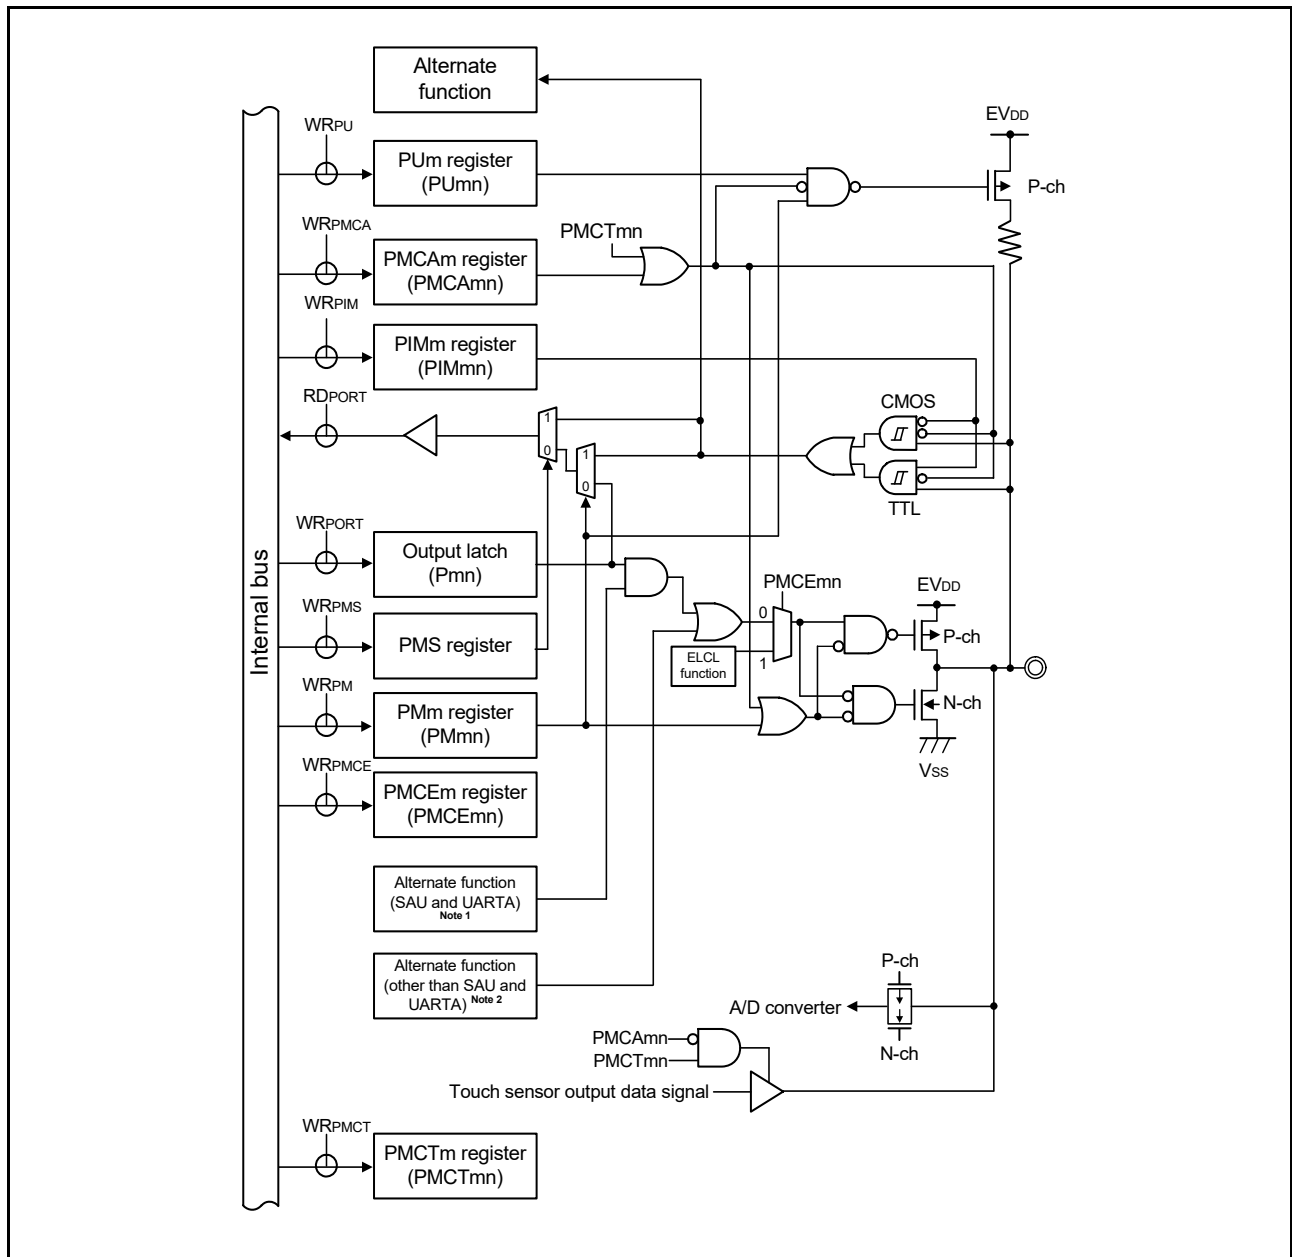 Alternate
function
EVDD
WRPU
PUm register
(PUmn)
P-ch
WRPMCA
PMCTmn
PMCAm register
(PMCAmn)
WRPIM
PIMm register
(PIMmn)
RDPORT
CMOS
1
0
1
0
TTL
WRPORT
Output latch
(Pmn)
Internal bus
PMCEmn
EVDD
WRPMS
PMS register
0
1
ELCL
function
P-ch
WRPM
PMm register
(PMmn)
N-ch
VSS
WRPMCE
PMCEm register
(PMCEmn)
Alternate function
(SAU and UARTA)
Note 1
Alternate function
(other than SAU and
UARTA) Note 2
P-ch
A/D converter
N-ch
PMCAmn
PMCTmn
Touch sensor output data signal
WRPMCT
PMCTm register
(PMCTmn)